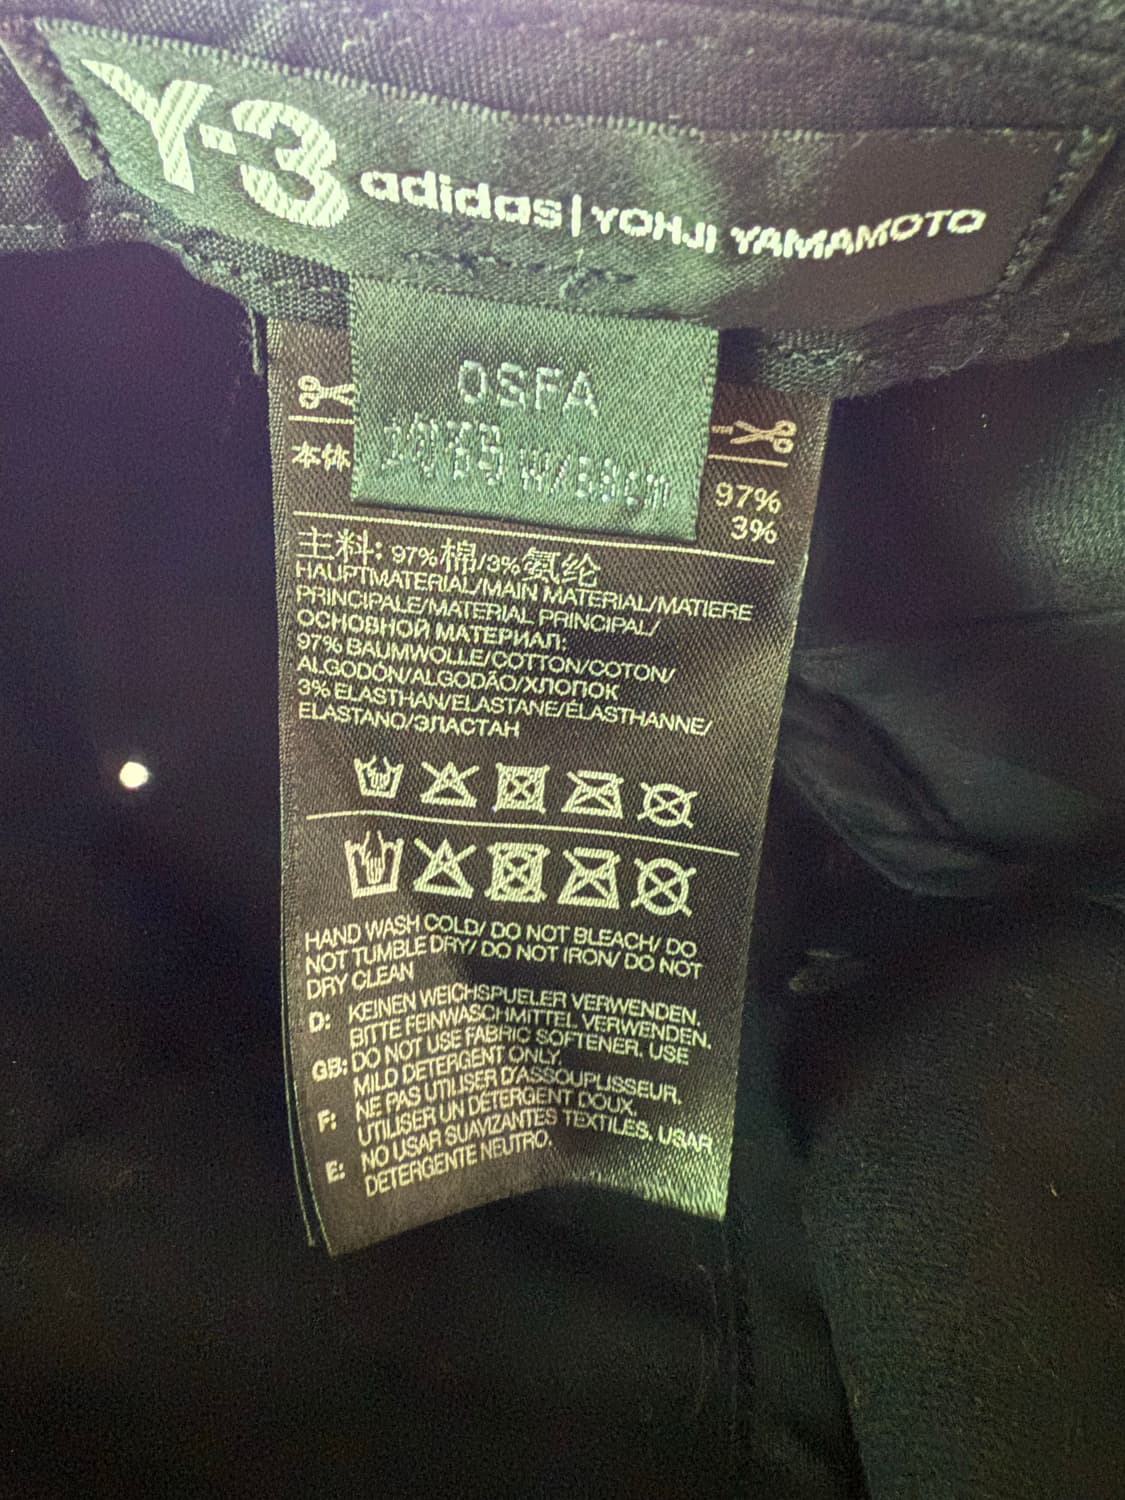 Y-3 adidas | YOHJI YAMAMOTO
OSFA
本体
97%
3%
主料: 97%棉/3%氨纶
HAUPTMATERIAL/MAIN MATERIAL/MATIERE
PRINCIPALE/MATERIAL PRINCIPAL/
ОСНОВНОЙ МАТЕРИАЛ:
97% BAUMWOLLE/COTTON/COTON/
ALGODÓN/ALGODÃO/ХЛОПОК
3% ELASTHAN/ELASTANE/ÉLASTHANNE/
ELASTANO/ЭЛАСТАН
HAND WASH COLD/ DO NOT BLEACH/ DO
NOT TUMBLE DRY/ DO NOT IRON/ DO NOT
DRY CLEAN
D: KEINEN WEICHSPUELER VERWENDEN,
BITTE FEINWASCHMITTEL VERWENDEN.
GB: DO NOT USE FABRIC SOFTENER, USE
MILD DETERGENT ONLY.
F: NE PAS UTILISER D'ASSOUPLISSEUR,
UTILISER UN DÉTERGENT DOUX.
E: NO USAR SUAVIZANTES TEXTILES. USAR
DETERGENTE NEUTRO.